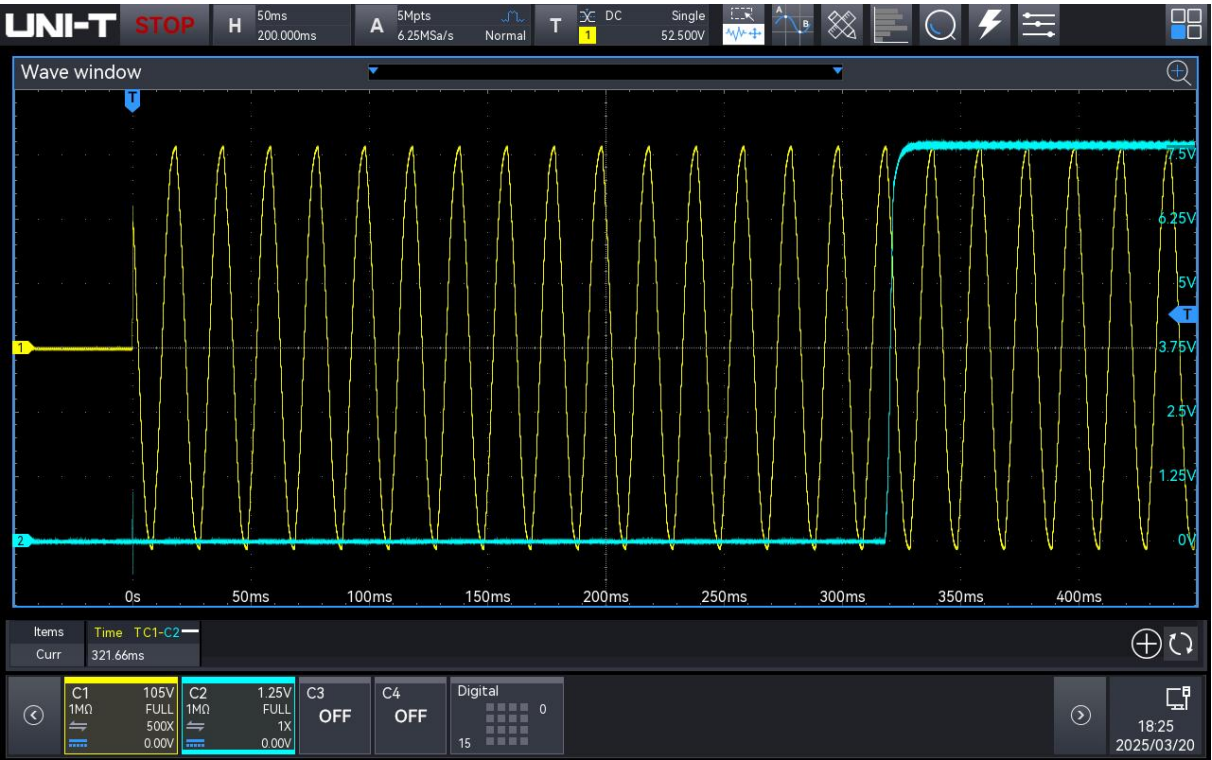 UNI-T STOP H 50ms 200.000ms A 5Mpts 6.25MSa/s Normal T DC 1 Single 52.500V A B
Wave window
T
7.5V
6.25V
5V
T
1
3.75V
2.5V
1.25V
2
0V
0s 50ms 100ms 150ms 200ms 250ms 300ms 350ms 400ms
Items Time TC1-C2
Curr 321.66ms
C1 105V C2 1.25V C3 C4 Digital
1MΩ FULL 1MΩ FULL OFF OFF 0
500X 1X 18:25
0.00V 0.00V 15 2025/03/20